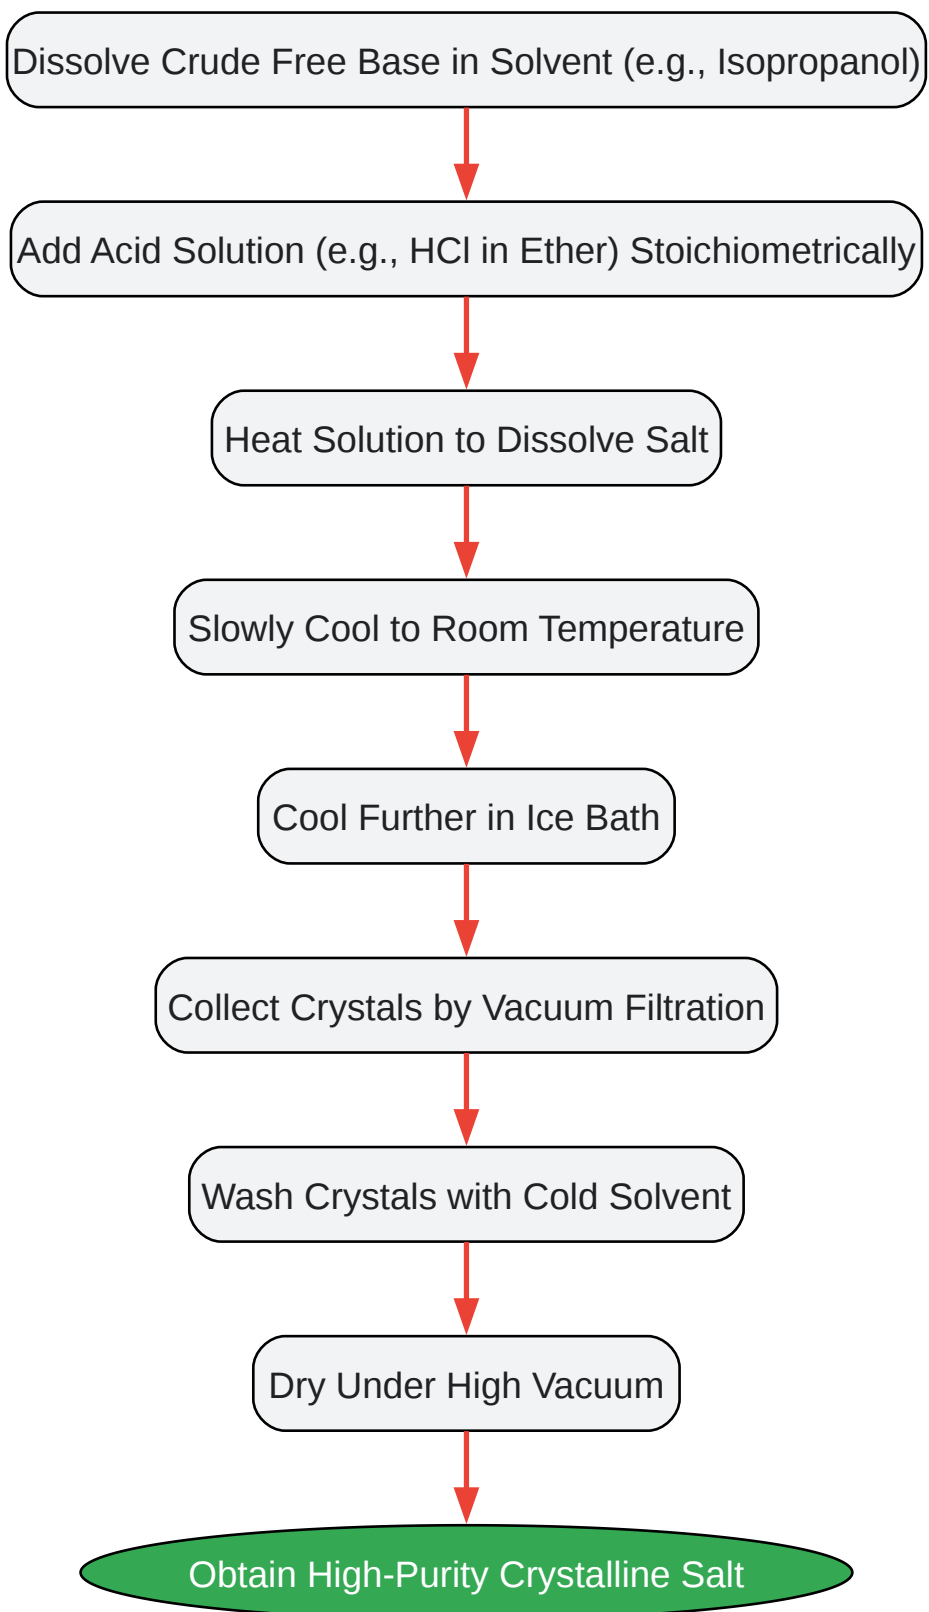 Dissolve Crude Free Base in Solvent (e.g., Isopropanol)
Add Acid Solution (e.g., HCl in Ether) Stoichiometrically
Heat Solution to Dissolve Salt
Slowly Cool to Room Temperature
Cool Further in Ice Bath
Collect Crystals by Vacuum Filtration
Wash Crystals with Cold Solvent
Dry Under High Vacuum
Obtain High-Purity Crystalline Salt